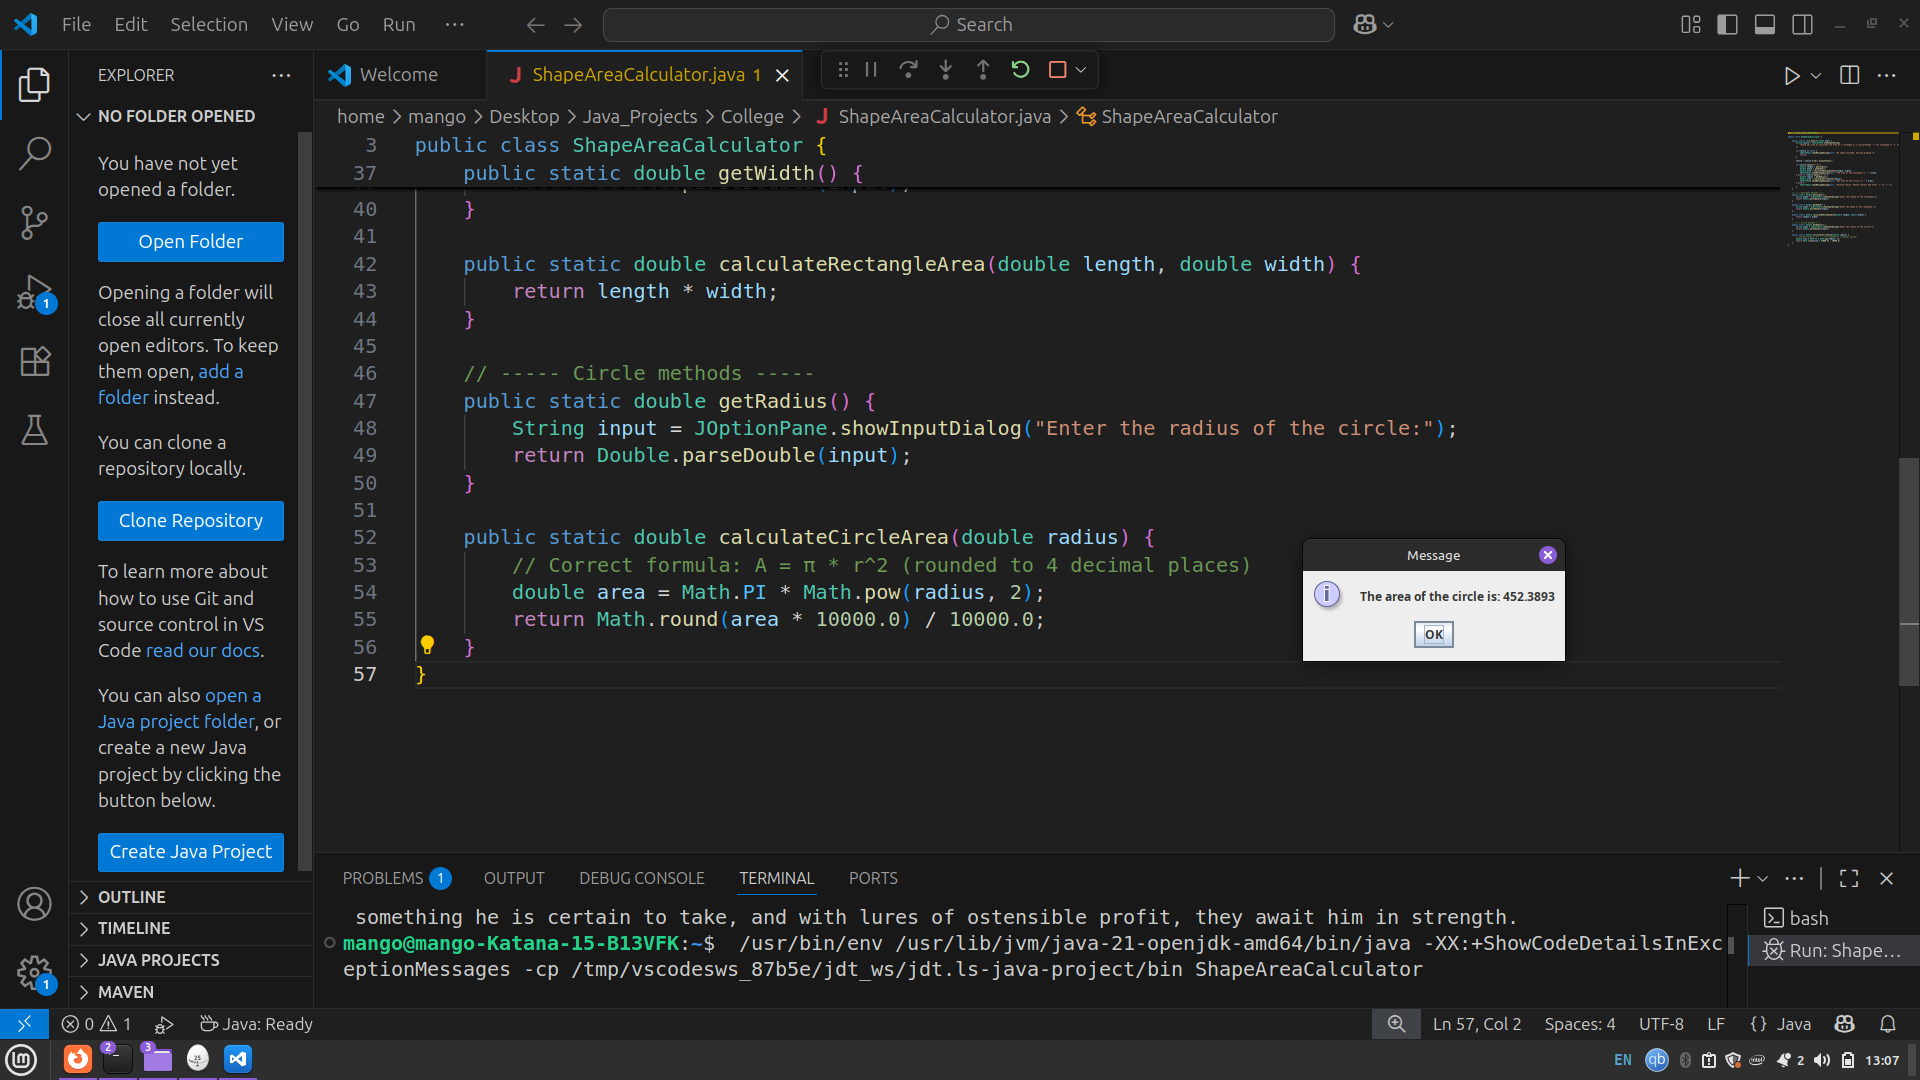 File Edit Selection View Go Run ···
Search
EXPLORER
Welcome
J ShapeAreaCalculator.java 1
NO FOLDER OPENED
You have not yet
opened a folder.
Open Folder
Opening a folder will
close all currently
open editors. To keep
them open, add a
folder instead.
You can clone a
repository locally.
Clone Repository
To learn more about
how to use Git and
source control in VS
Code read our docs.
You can also open a
Java project folder, or
create a new Java
project by clicking the
button below.
Create Java Project
OUTLINE
TIMELINE
JAVA PROJECTS
MAVEN
1
1
home > mango > Desktop > Java_Projects > College > J ShapeAreaCalculator.java > ShapeAreaCalculator
3 public class ShapeAreaCalculator {
37 public static double getWidth() {
40 }
41
42 public static double calculateRectangleArea(double length, double width) {
43 return length * width;
44 }
45
46 // ----- Circle methods -----
47 public static double getRadius() {
48 String input = JOptionPane.showInputDialog("Enter the radius of the circle:");
49 return Double.parseDouble(input);
50 }
51
52 public static double calculateCircleArea(double radius) {
53 // Correct formula: A = π * r^2 (rounded to 4 decimal places)
54 double area = Math.PI * Math.pow(radius, 2);
55 return Math.round(area * 10000.0) / 10000.0;
56 }
57 }
Message
The area of the circle is: 452.3893
OK
PROBLEMS 1 OUTPUT DEBUG CONSOLE TERMINAL PORTS
something he is certain to take, and with lures of ostensible profit, they await him in strength.
mango@mango-Katana-15-B13VFK:~$ /usr/bin/env /usr/lib/jvm/java-21-openjdk-amd64/bin/java -XX:+ShowCodeDetailsInExc
eptionMessages -cp /tmp/vscodesws_87b5e/jdt_ws/jdt.ls-java-project/bin ShapeAreaCalculator
bash
Run: Shape...
0 1 Java: Ready
Ln 57, Col 2 Spaces: 4 UTF-8 LF {} Java
2 3 25
EN qb 2 13:07